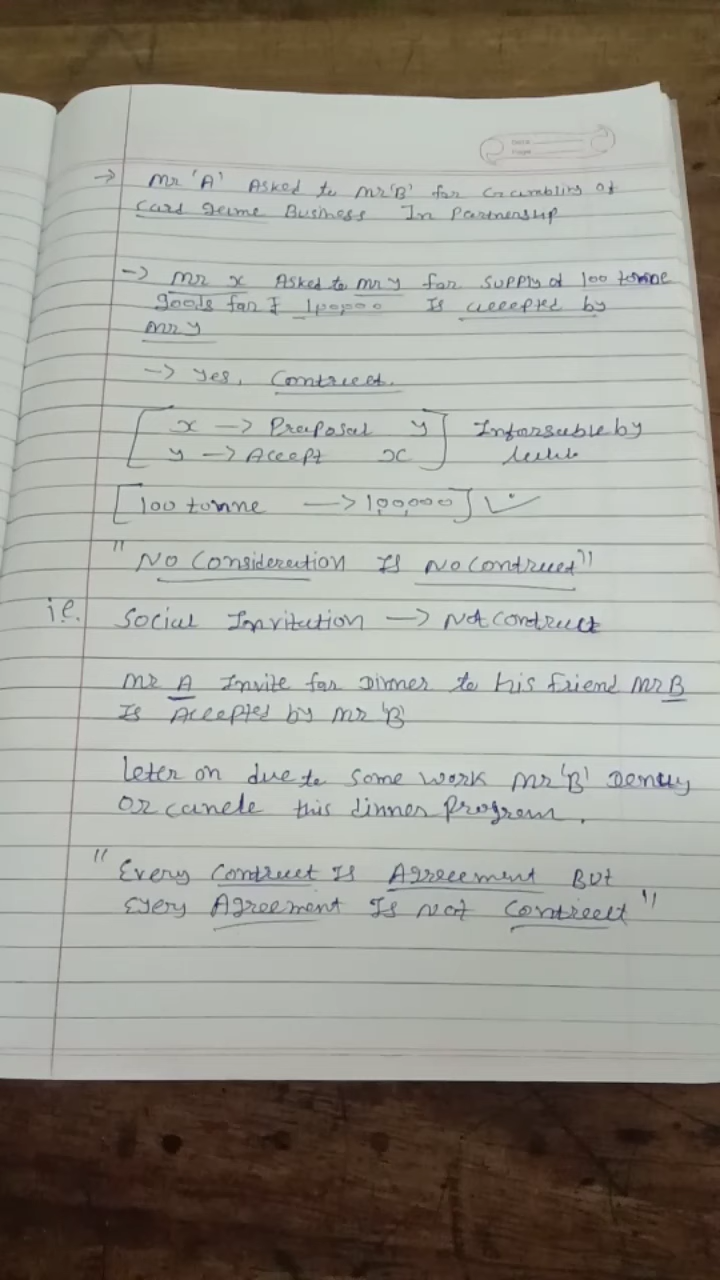 → Mr 'A' Asked to Mr 'B' for Gambling of
Card Game Business In Partnership
→ Mr x Asked to Mr y for supply of 100 tonne
goods for ₹ 1,00,000 Is accepted by
Mr y
→ Yes, Contract.
x → Praposal y
y → Accept x
Inforsable by
[100 tonne → 1,00,000] ✓
"No Consideration Is No Contract"
i.e. Social Invitation → Not Contract
Mr A Invite for Dinner to his friend Mr B
Is Accepted by Mr 'B'
Leter on due to some work Mr 'B' Denay
Or cancle this dinner program.
"Every Contract Is Agreement But
Every Agreement Is Not Contract"